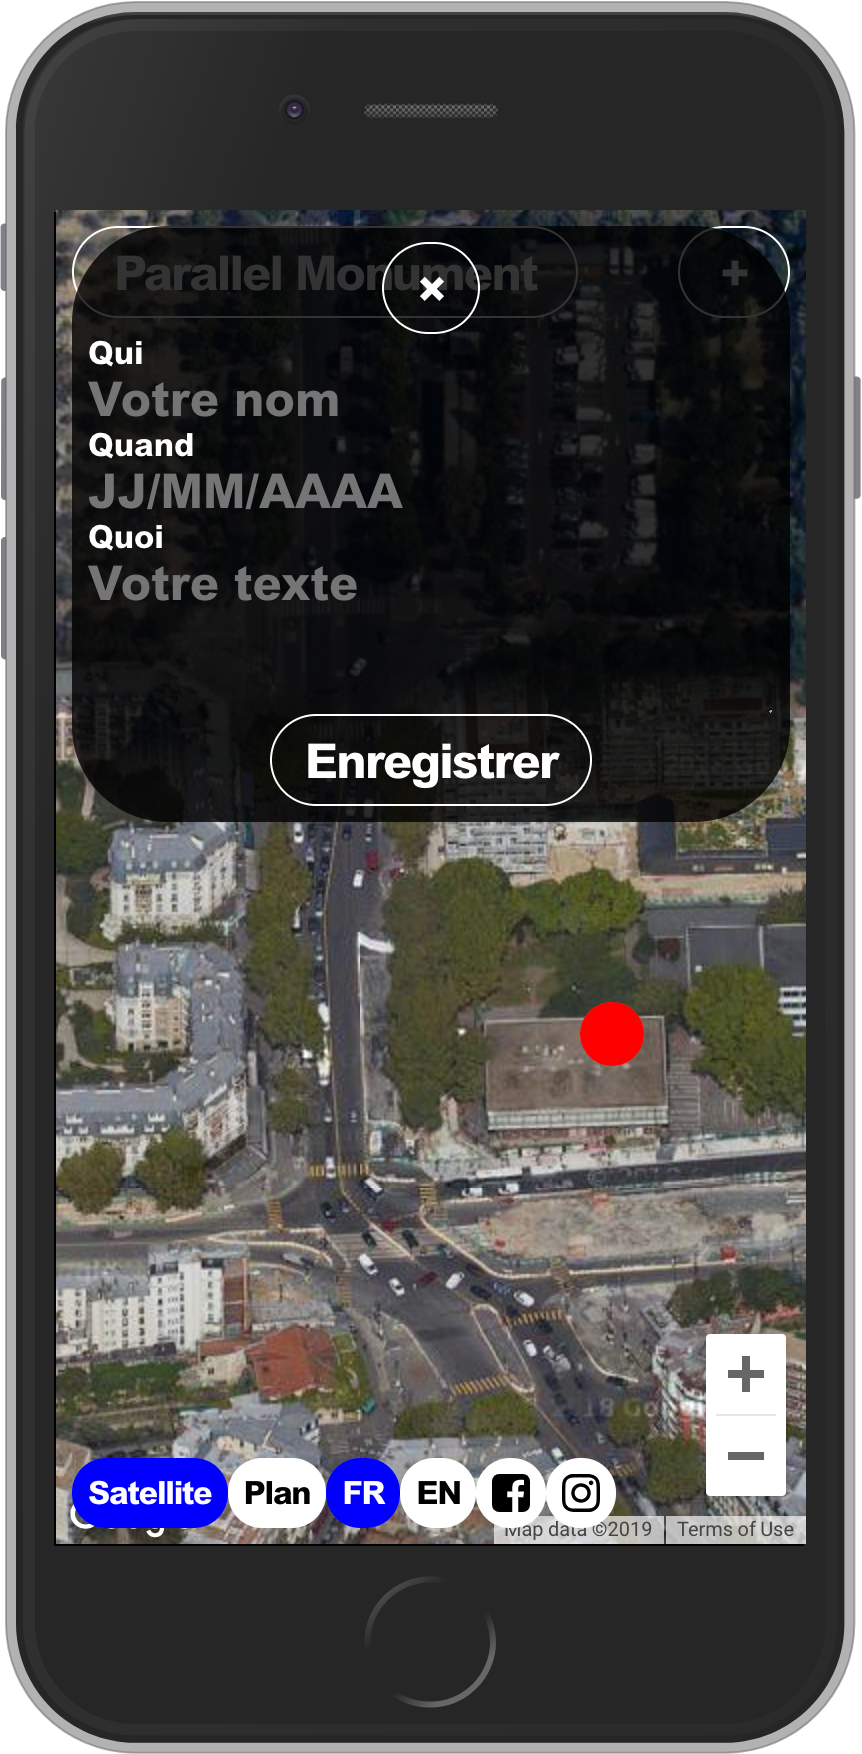 Parallel Monument +
×
Qui
Votre nom
Quand
JJ/MM/AAAA
Quoi
Votre texte
Enregistrer
+
−
Satellite Plan FR EN
Map data ©2019 Terms of Use